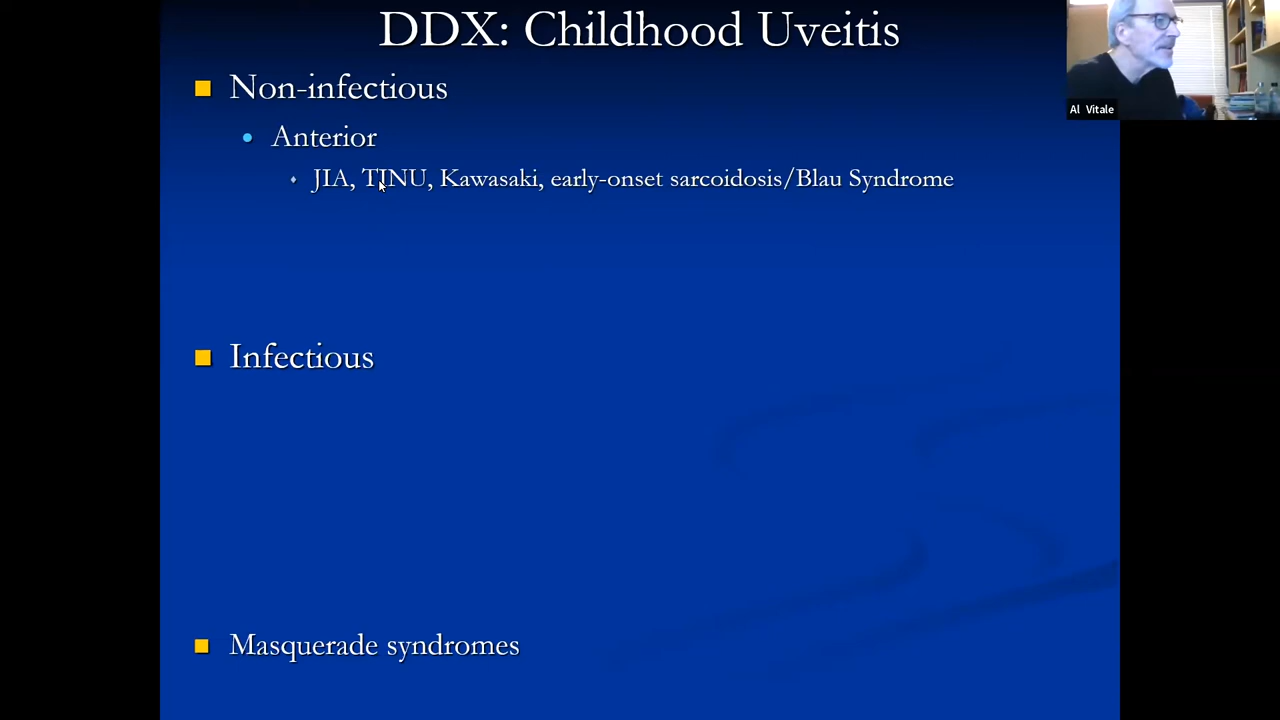 DDX: Childhood Uveitis
Non-infectious
Anterior
JIA, TINU, Kawasaki, early-onset sarcoidosis/Blau Syndrome
Infectious
Masquerade syndromes
Al Vitale